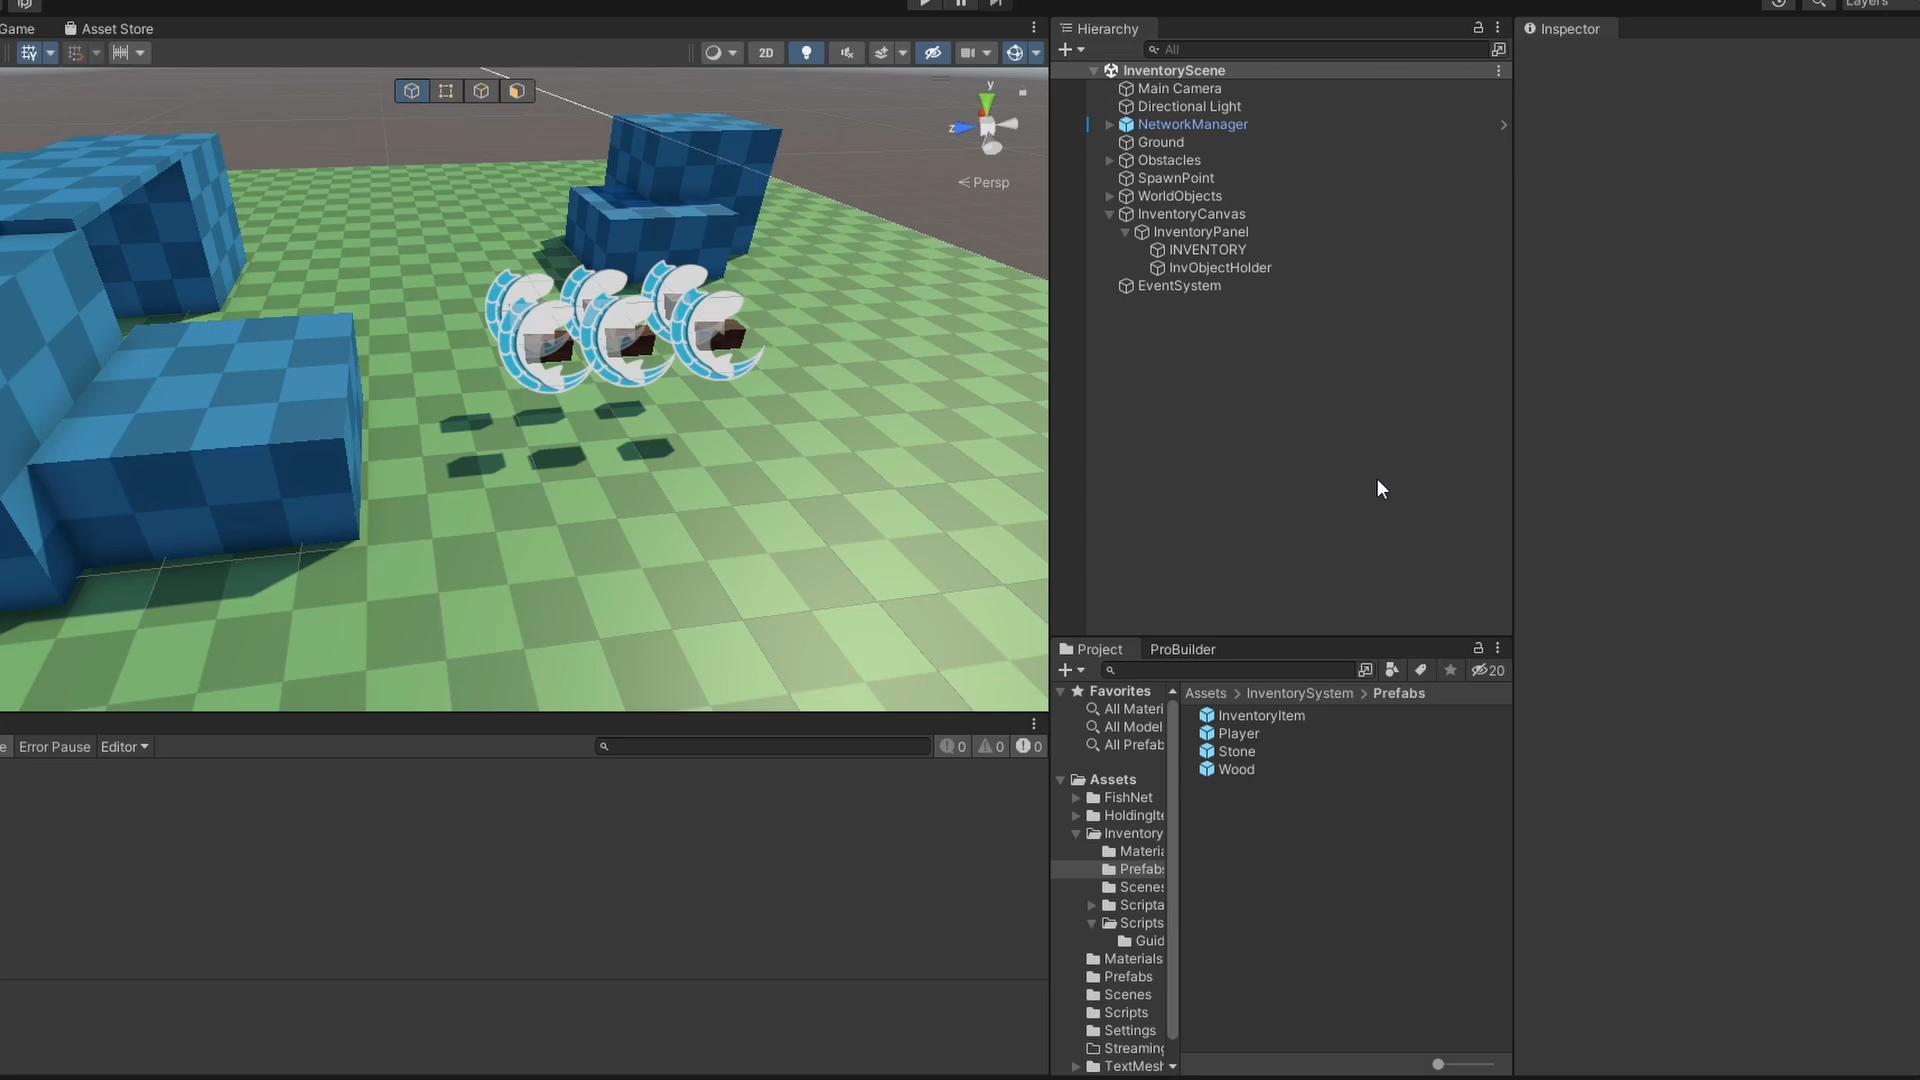 Layers
Game
Asset Store
Hierarchy
Inspector
2D
All
InventoryScene
Main Camera
Directional Light
NetworkManager
Ground
Obstacles
SpawnPoint
WorldObjects
InventoryCanvas
InventoryPanel
INVENTORY
InvObjectHolder
EventSystem
y
z
Persp
Project
ProBuilder
20
Favorites
All Materi
All Model
All Prefab
Assets > InventorySystem > Prefabs
InventoryItem
Player
Stone
Wood
Assets
FishNet
HoldingIte
Inventory
Materia
Prefabs
Scenes
Scripta
Scripts
Guid
Materials
Prefabs
Scenes
Scripts
Settings
Streaming
TextMesh
e
Error Pause
Editor
0
0
0